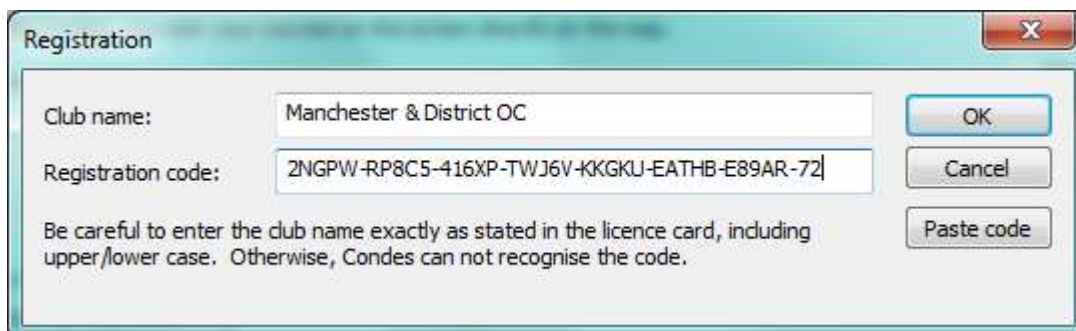 Registration
Club name:
Manchester & District OC
OK
Registration code:
2NGPW-RP8C5-416XP-TWJ6V-KKGKU-EATHB-E89AR-72
Cancel
Be careful to enter the club name exactly as stated in the licence card, including
upper/lower case.  Otherwise, Condes can not recognise the code.
Paste code